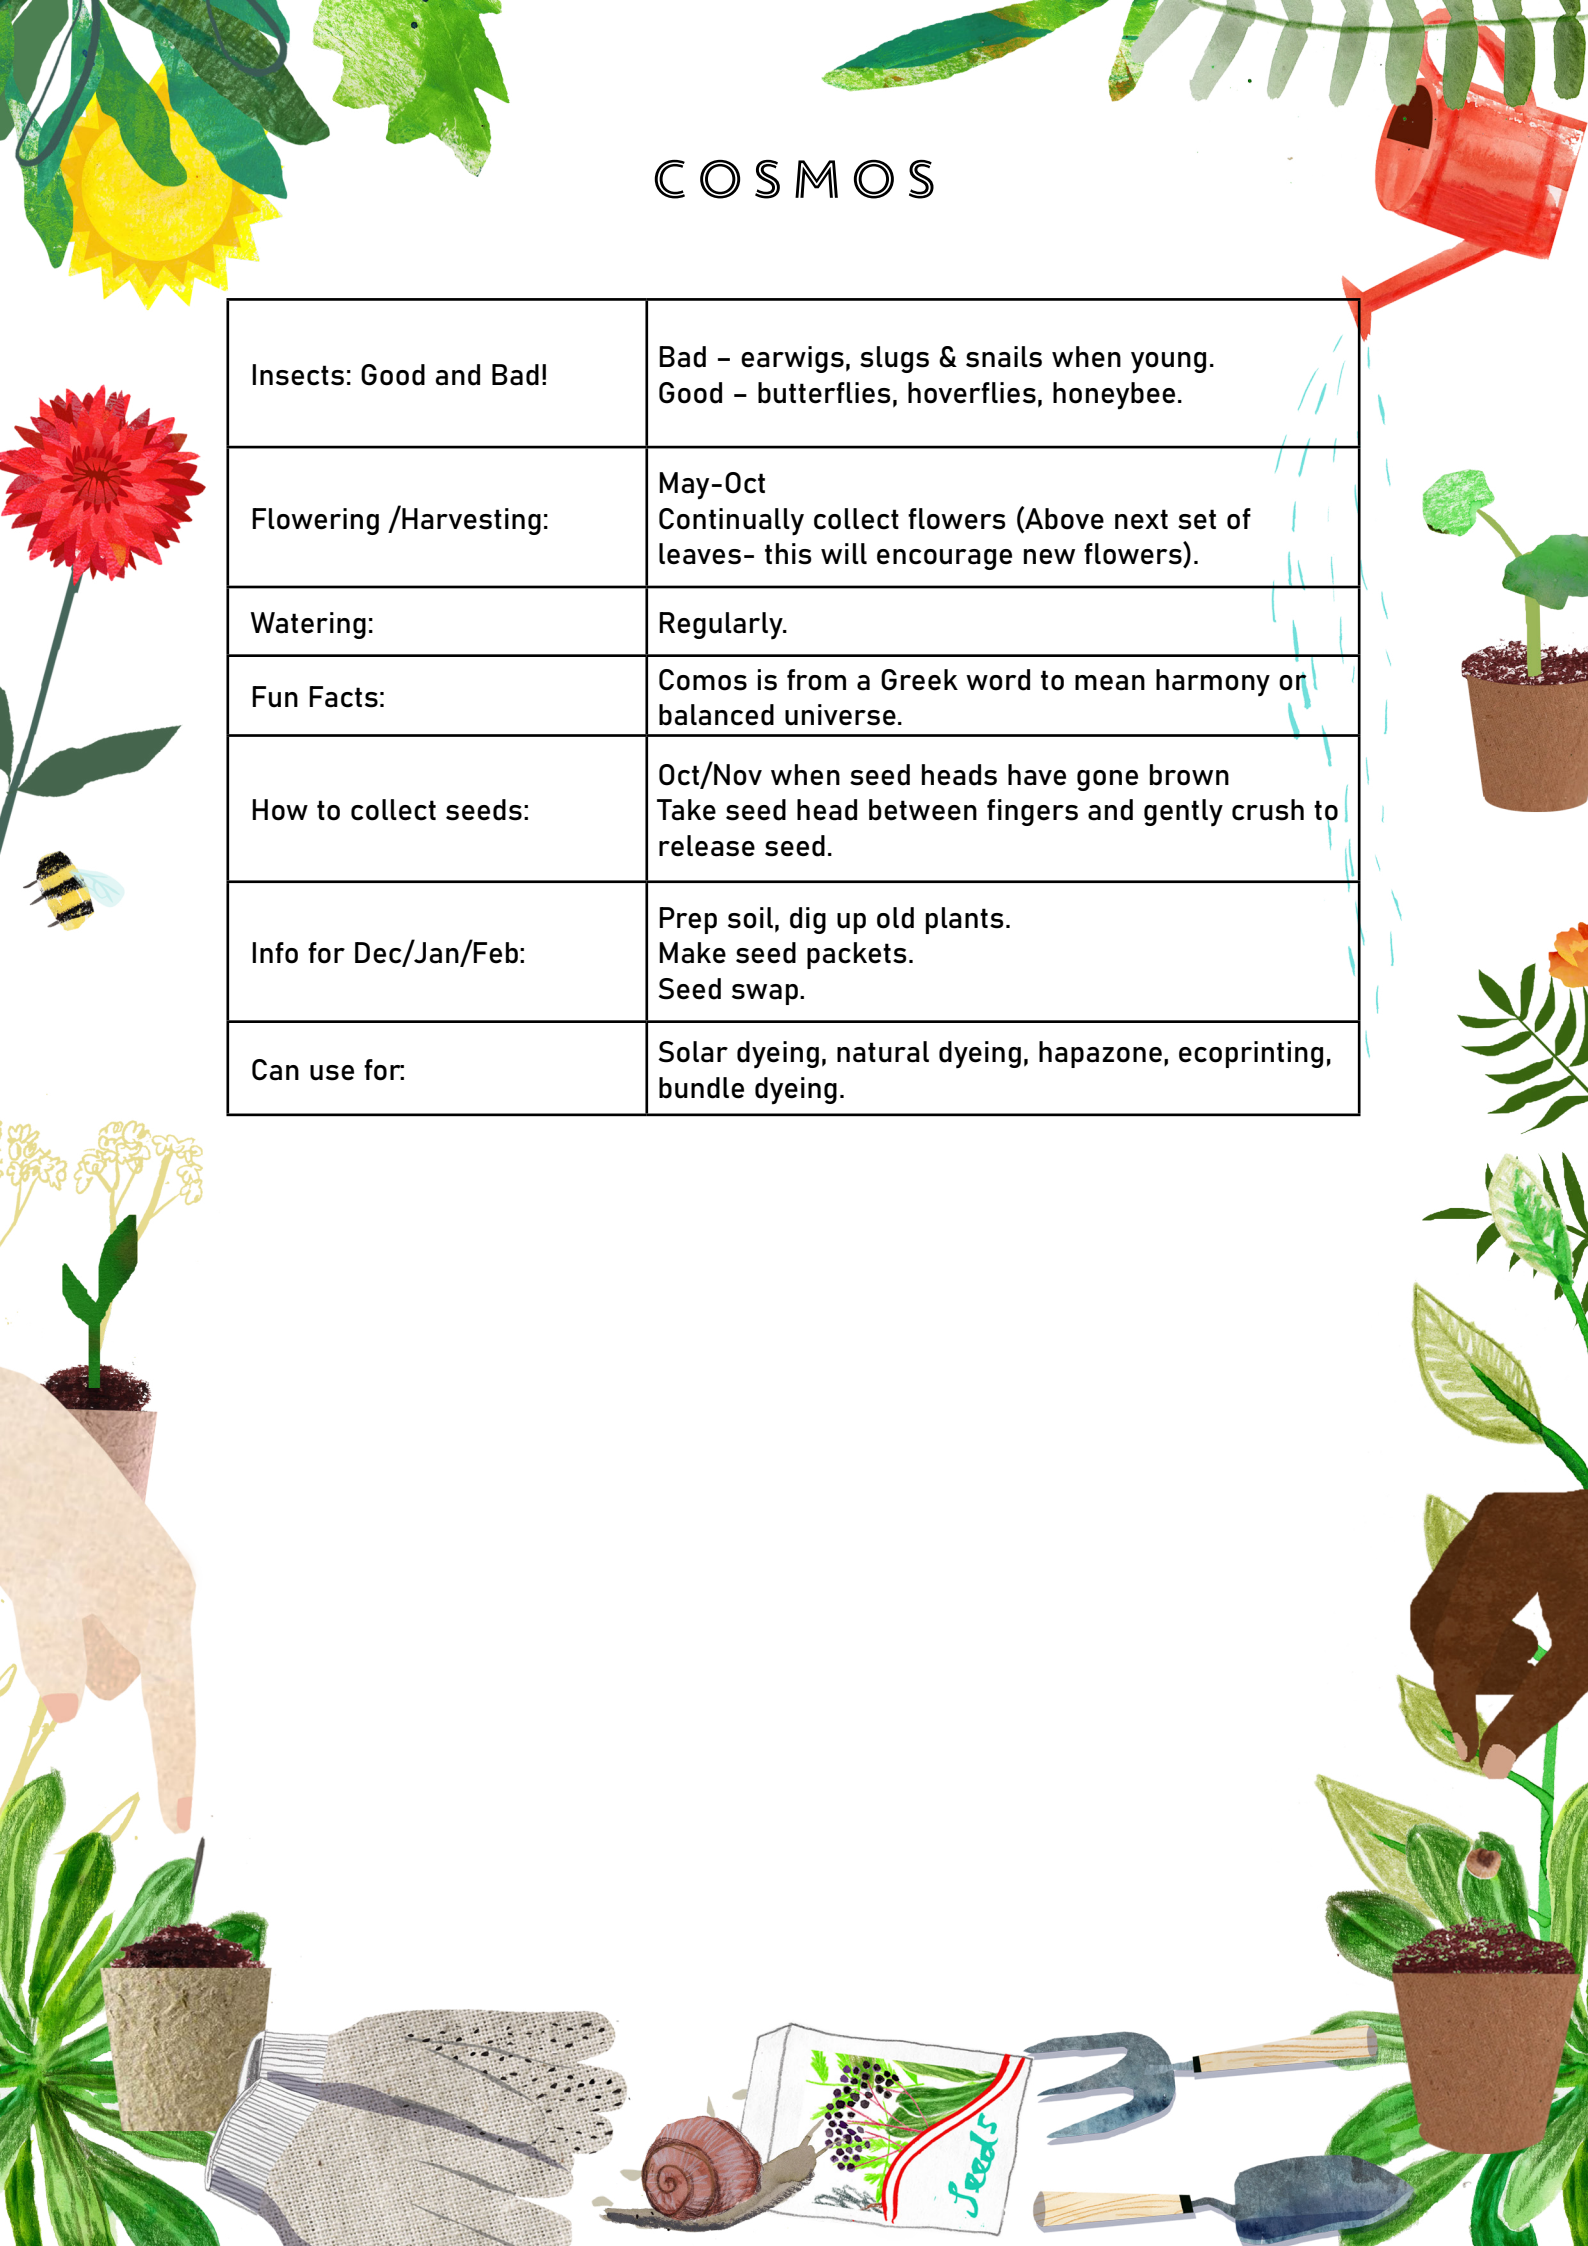 COSMOS
Insects: Good and Bad!
Bad – earwigs, slugs & snails when young.
Good – butterflies, hoverflies, honeybee.
Flowering /Harvesting:
May-Oct
Continually collect flowers (Above next set of
leaves- this will encourage new flowers).
Watering:
Regularly.
Fun Facts:
Comos is from a Greek word to mean harmony or
balanced universe.
How to collect seeds:
Oct/Nov when seed heads have gone brown
Take seed head between fingers and gently crush to
release seed.
Info for Dec/Jan/Feb:
Prep soil, dig up old plants.
Make seed packets.
Seed swap.
Can use for:
Solar dyeing, natural dyeing, hapazone, ecoprinting,
bundle dyeing.
Seeds